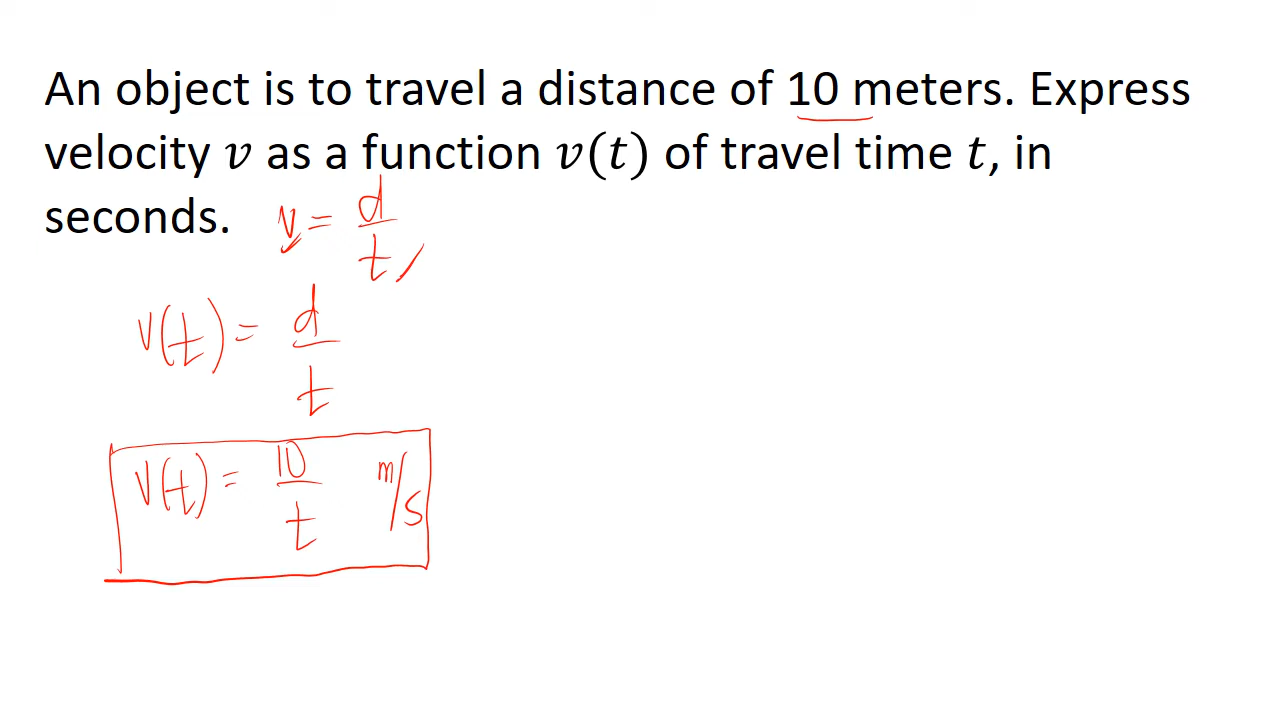 An object is to travel a distance of 10 meters. Express
velocity v as a function v(t) of travel time t, in
seconds.
v = d/t
v(t) = d/t
v(t) = 10/t m/s